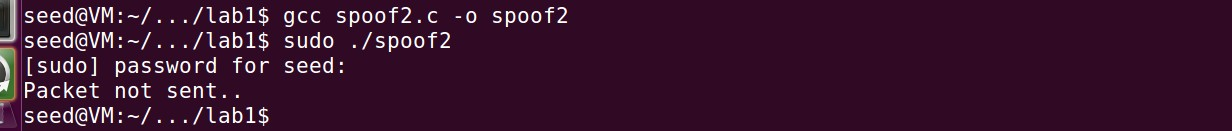 seed@VM:~/.../lab1$ gcc spoof2.c -o spoof2
seed@VM:~/.../lab1$ sudo ./spoof2
[sudo] password for seed:
Packet not sent..
seed@VM:~/.../lab1$